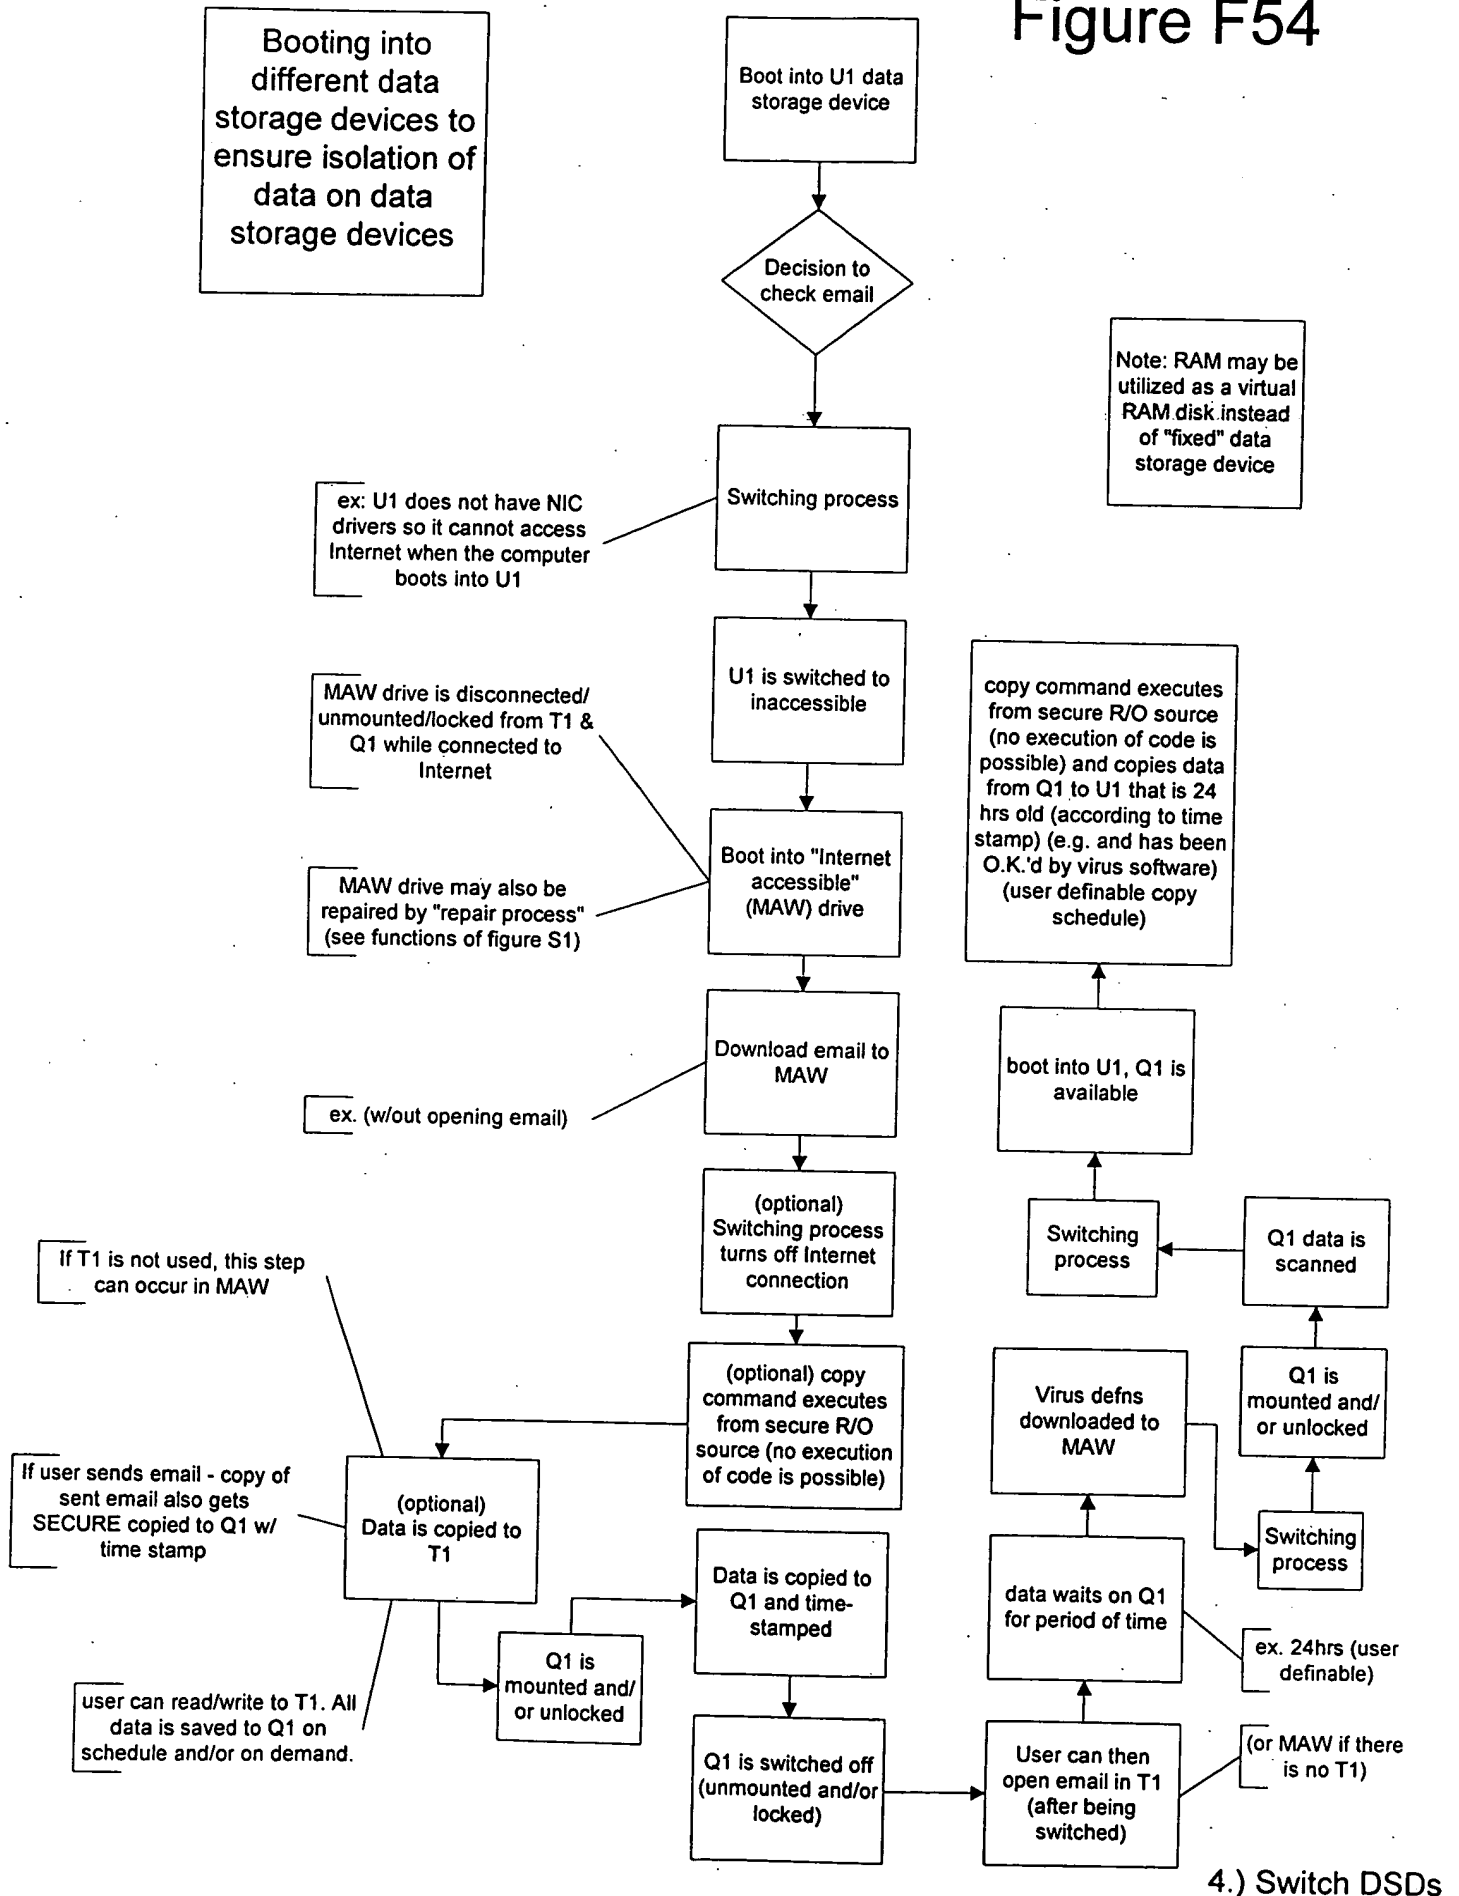 Figure F54
Booting into
different data
storage devices to
ensure isolation of
data on data
storage devices
Boot into U1 data
storage device
Decision to
check email
Note: RAM may be
utilized as a virtual
RAM disk instead
of "fixed" data
storage device
Switching process
ex: U1 does not have NIC
drivers so it cannot access
Internet when the computer
boots into U1
U1 is switched to
inaccessible
MAW drive is disconnected/
unmounted/locked from T1 &
Q1 while connected to
Internet
Boot into "Internet
accessible"
(MAW) drive
MAW drive may also be
repaired by "repair process"
(see functions of figure S1)
Download email to
MAW
ex. (w/out opening email)
(optional)
Switching process
turns off Internet
connection
(optional) copy
command executes
from secure R/O
source (no execution
of code is possible)
If T1 is not used, this step
can occur in MAW
(optional)
Data is copied to
T1
If user sends email - copy of
sent email also gets
SECURE copied to Q1 w/
time stamp
user can read/write to T1. All
data is saved to Q1 on
schedule and/or on demand.
Q1 is
mounted and/
or unlocked
Data is copied to
Q1 and time-
stamped
Q1 is switched off
(unmounted and/or
locked)
User can then
open email in T1
(after being
switched)
(or MAW if there
is no T1)
data waits on Q1
for period of time
ex. 24hrs (user
definable)
Virus defns
downloaded to
MAW
Switching
process
Q1 is
mounted and/
or unlocked
Q1 data is
scanned
Switching
process
boot into U1, Q1 is
available
copy command executes
from secure R/O source
(no execution of code is
possible) and copies data
from Q1 to U1 that is 24
hrs old (according to time
stamp) (e.g. and has been
O.K.'d by virus software)
(user definable copy
schedule)
4.) Switch DSDs